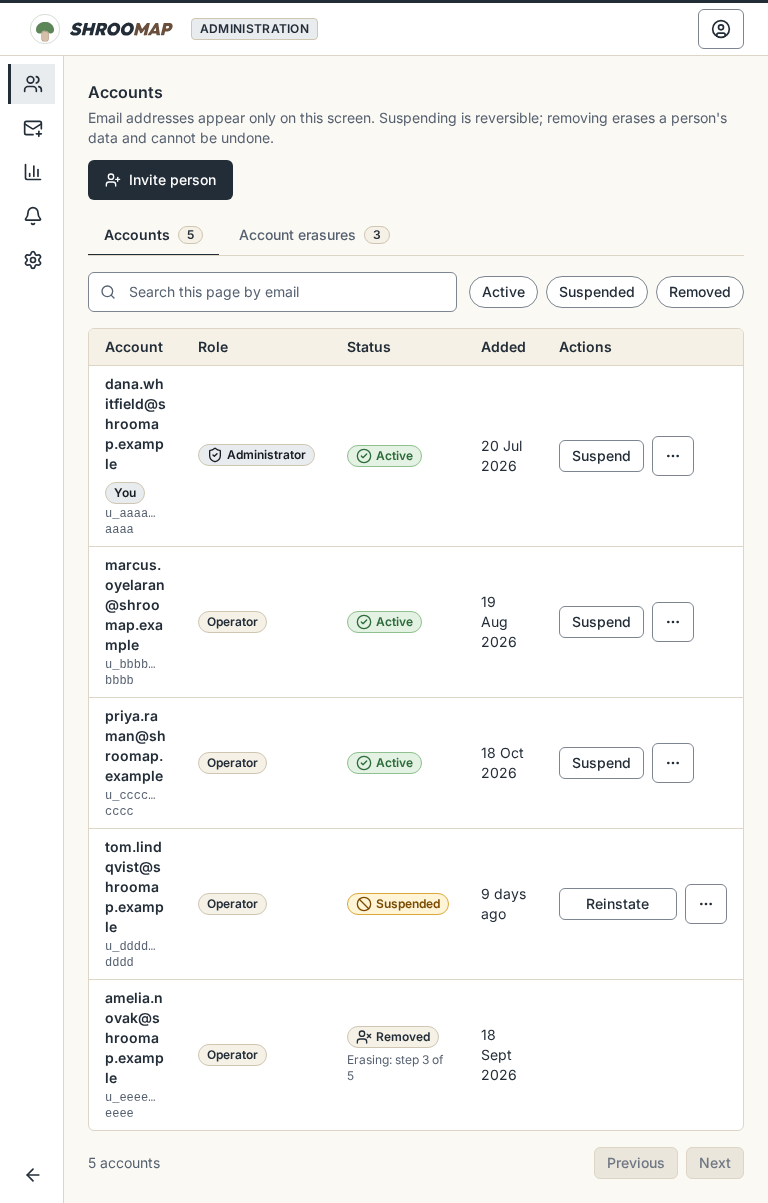 SHROOMAP ADMINISTRATION
Accounts
Email addresses appear only on this screen. Suspending is reversible; removing erases a person's
data and cannot be undone.
Invite person
Accounts 5 Account erasures 3
Search this page by email Active Suspended Removed
Account Role Status Added Actions
dana.wh
itfield@s
hrooma
p.examp
le
You
u_aaaa…
aaaa
Administrator
Active
20 Jul
2026
Suspend ...
marcus.
oyelaran
@shroo
map.exa
mple
u_bbbb…
bbbb
Operator
Active
19
Aug
2026
Suspend ...
priya.ra
man@sh
roomap.
example
u_cccc…
cccc
Operator
Active
18 Oct
2026
Suspend ...
tom.lind
qvist@s
hrooma
p.examp
le
u_dddd…
dddd
Operator
Suspended
9 days
ago
Reinstate ...
amelia.n
ovak@s
hrooma
p.examp
le
u_eeee…
eeee
Operator
Removed
Erasing: step 3 of
5
18
Sept
2026
5 accounts Previous Next